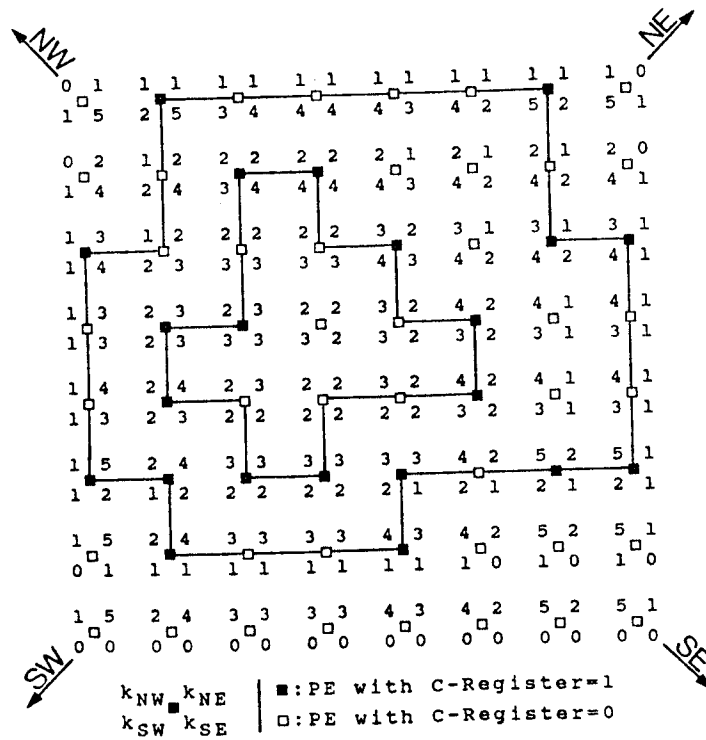 NW NE
0 1 1 1 1 1 1 1 1 1 1 1 1 1 1 0
1 5 2 5 3 4 4 4 4 3 4 2 5 2 5 1
0 2 1 2 2 2 2 2 2 1 2 1 2 1 2 0
1 4 2 4 3 4 4 4 4 3 4 2 4 2 4 1
1 3 1 2 2 2 2 2 3 2 3 1 3 1 3 1
1 4 2 3 3 3 3 3 4 3 4 2 4 2 4 1
1 3 2 3 2 3 2 2 3 2 4 2 4 1 4 1
1 3 2 3 3 3 3 2 3 2 3 2 3 1 3 1
1 4 2 4 2 3 2 2 3 2 4 2 4 1 4 1
1 3 2 3 2 2 2 2 3 2 3 2 3 1 3 1
1 5 2 4 3 3 3 3 3 3 4 2 5 2 5 1
1 2 1 2 2 2 2 2 2 1 2 1 2 1 2 1
1 5 2 4 3 3 3 3 4 3 4 2 5 2 5 1
0 1 1 1 1 1 1 1 1 1 1 0 1 0 1 0
1 5 2 4 3 3 3 3 4 3 4 2 5 2 5 1
0 0 0 0 0 0 0 0 0 0 0 0 0 0 0 0
SW SE
kNW kNE ■:PE with C-Register=1
kSW kSE □:PE with C-Register=0